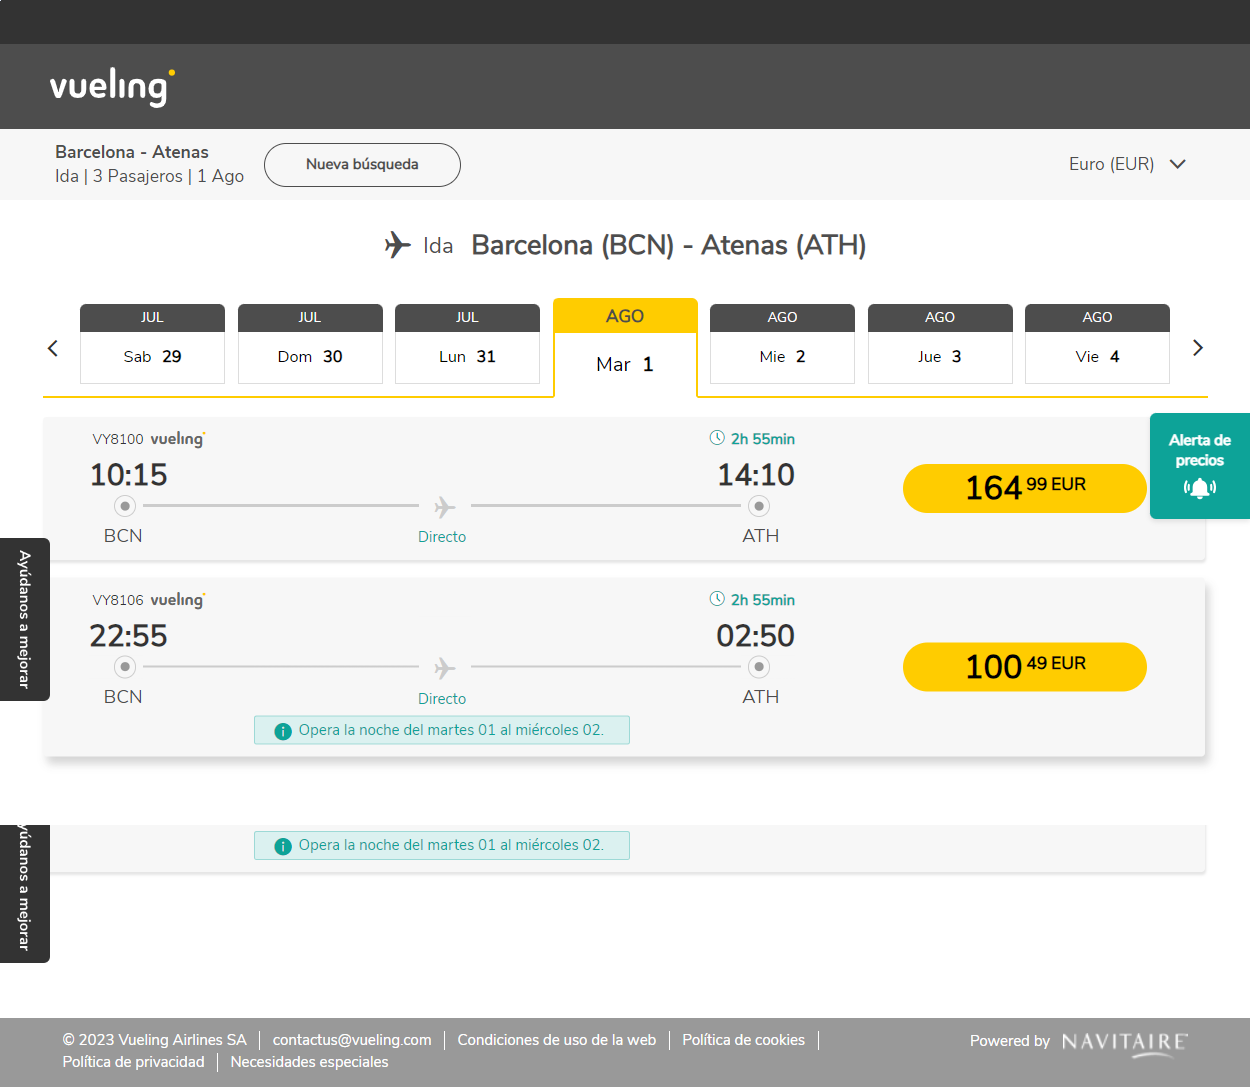 vueling
Barcelona - Atenas
Ida | 3 Pasajeros | 1 Ago
Nueva búsqueda
Euro (EUR)
Ida Barcelona (BCN) - Atenas (ATH)
JUL JUL JUL AGO AGO AGO AGO
Sab 29 Dom 30 Lun 31 Mar 1 Mie 2 Jue 3 Vie 4
VY8100 vueling 2h 55min
10:15 14:10
164 99 EUR
BCN Directo ATH
Alerta de
precios
Ayúdanos a mejorar
VY8106 vueling 2h 55min
22:55 02:50
100 49 EUR
BCN Directo ATH
Opera la noche del martes 01 al miércoles 02.
Opera la noche del martes 01 al miércoles 02.
yúdanos a mejorar
© 2023 Vueling Airlines SA contactus@vueling.com Condiciones de uso de la web Política de cookies
Política de privacidad Necesidades especiales
Powered by NAVITAIRE